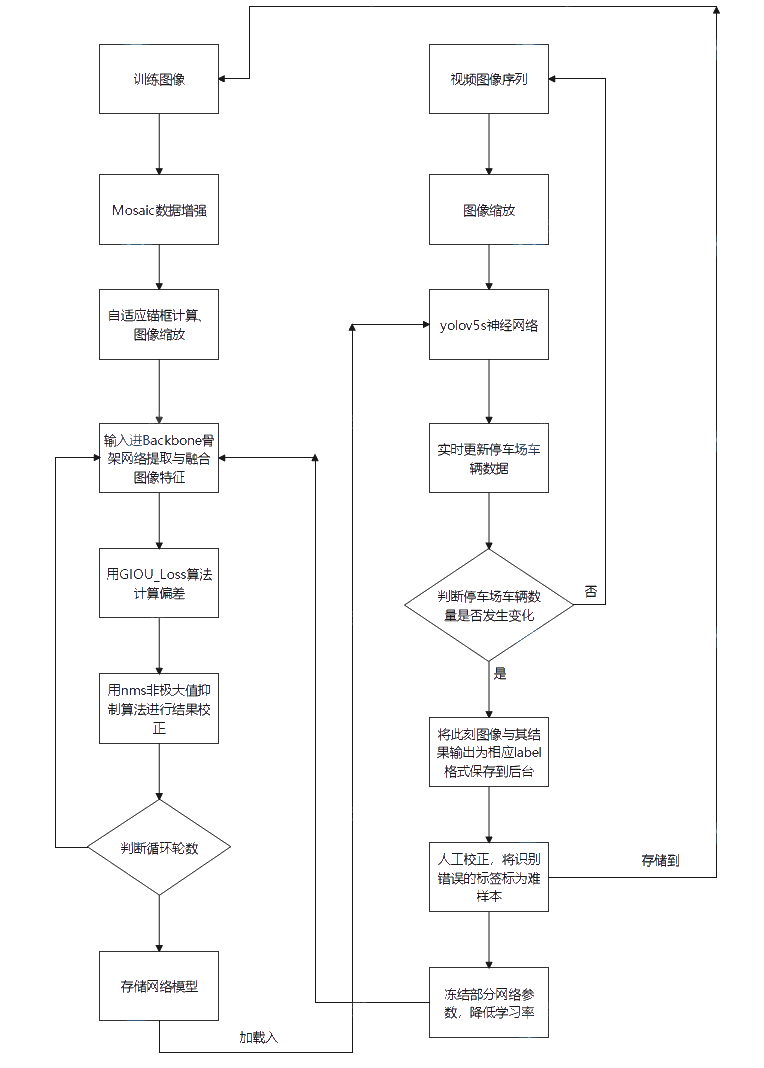 训练图像
Mosaic数据增强
自适应锚框计算、
图像缩放
输入进Backbone骨
架网络提取与融合
图像特征
用GIOU_Loss算法
计算偏差
用nms非极大值抑
制算法进行结果校
正
判断循环轮数
存储网络模型
加载入
视频图像序列
图像缩放
yolov5s神经网络
实时更新停车场车
辆数据
判断停车场车辆数
量是否发生变化
否
是
将此刻图像与其结
果输出为相应label
格式保存到后台
人工校正，将识别
错误的标签标为难
样本
存储到
冻结部分网络参
数，降低学习率